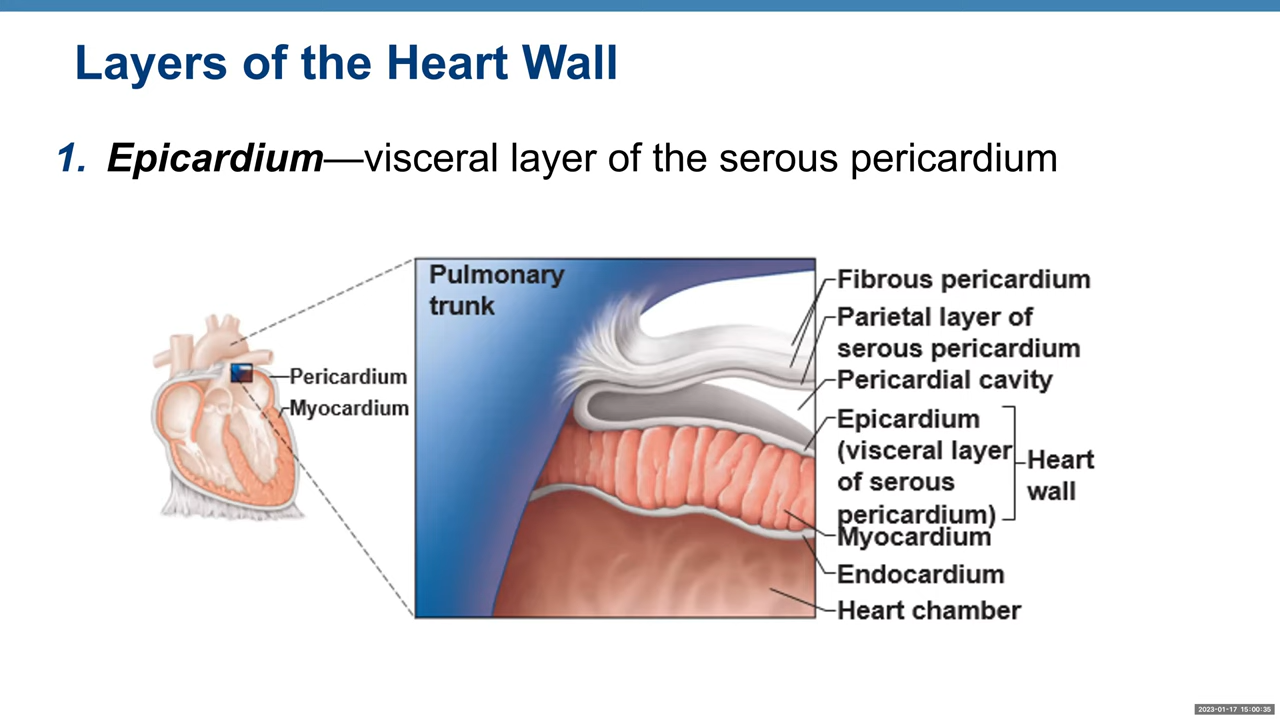 Layers of the Heart Wall
1. Epicardium—visceral layer of the serous pericardium
Pulmonary
trunk
Pericardium
Myocardium
Fibrous pericardium
Parietal layer of
serous pericardium
Pericardial cavity
Epicardium
(visceral layer
of serous
pericardium)
Heart
wall
Myocardium
Endocardium
Heart chamber
2023-01-17 15:00:35